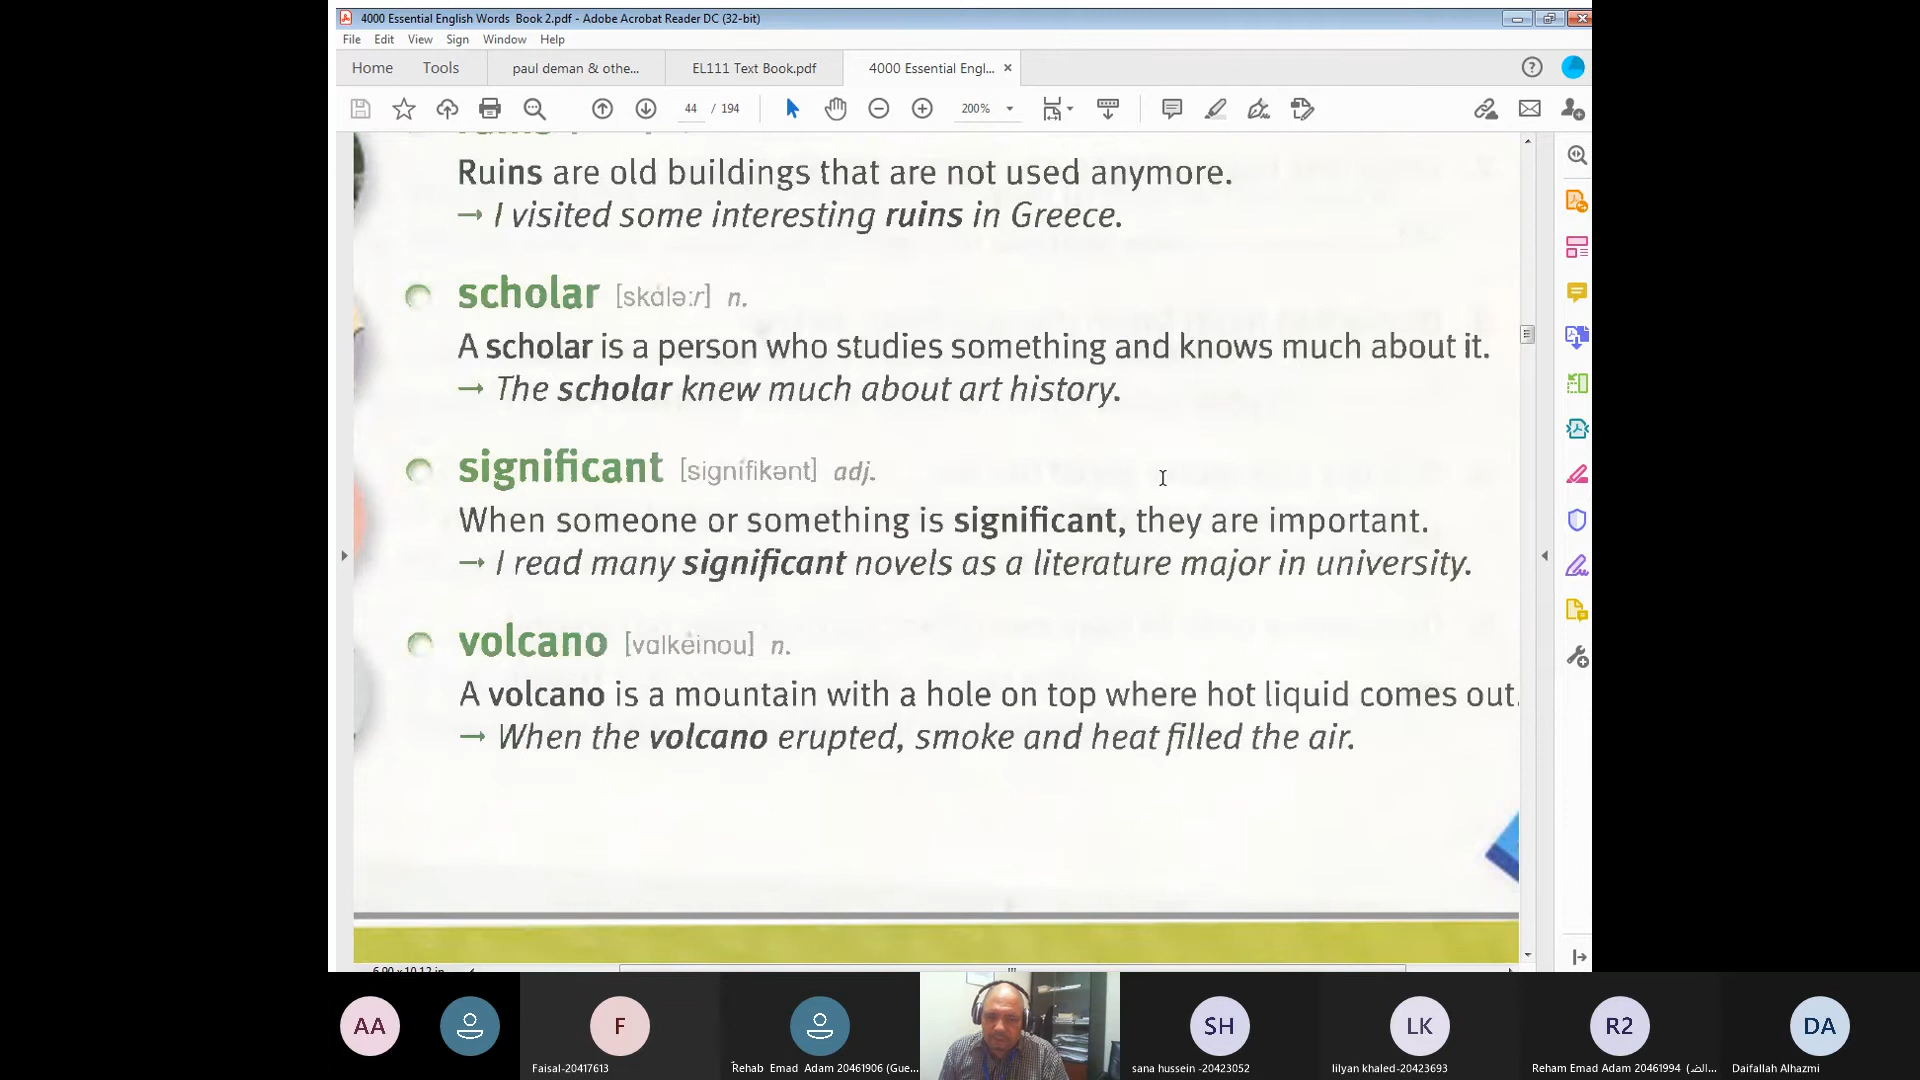 4000 Essential English Words Book 2.pdf - Adobe Acrobat Reader DC (32-bit)
File Edit View Sign Window Help
Home Tools paul deman & othe... EL111 Text Book.pdf 4000 Essential Engl... ×
44 / 194 200%
Ruins are old buildings that are not used anymore.
→ I visited some interesting ruins in Greece.
scholar [skálə:r] n.
A scholar is a person who studies something and knows much about it.
→ The scholar knew much about art history.
significant [signífikənt] adj.
When someone or something is significant, they are important.
→ I read many significant novels as a literature major in university.
volcano [valkéinou] n.
A volcano is a mountain with a hole on top where hot liquid comes out.
→ When the volcano erupted, smoke and heat filled the air.
6.90 x 10.12 in
AA F SH LK R2 DA
Faisal-20417613 Rehab Emad Adam 20461906 (Gue... sana hussein -20423052 lilyan khaled-20423693 Reham Emad Adam 20461994 (الضـ... Daifallah Alhazmi